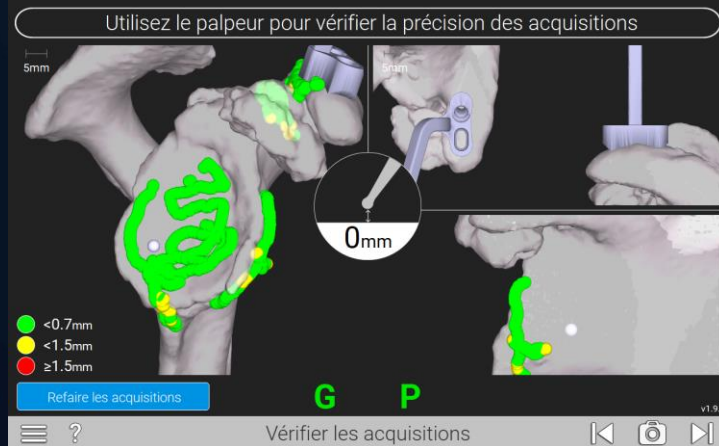 Utilisez le palpeur pour vérifier la précision des acquisitions
5mm
5mm
0mm
<0.7mm
<1.5mm
≥1.5mm
Refaire les acquisitions
G P
v1.9.
? Vérifier les acquisitions